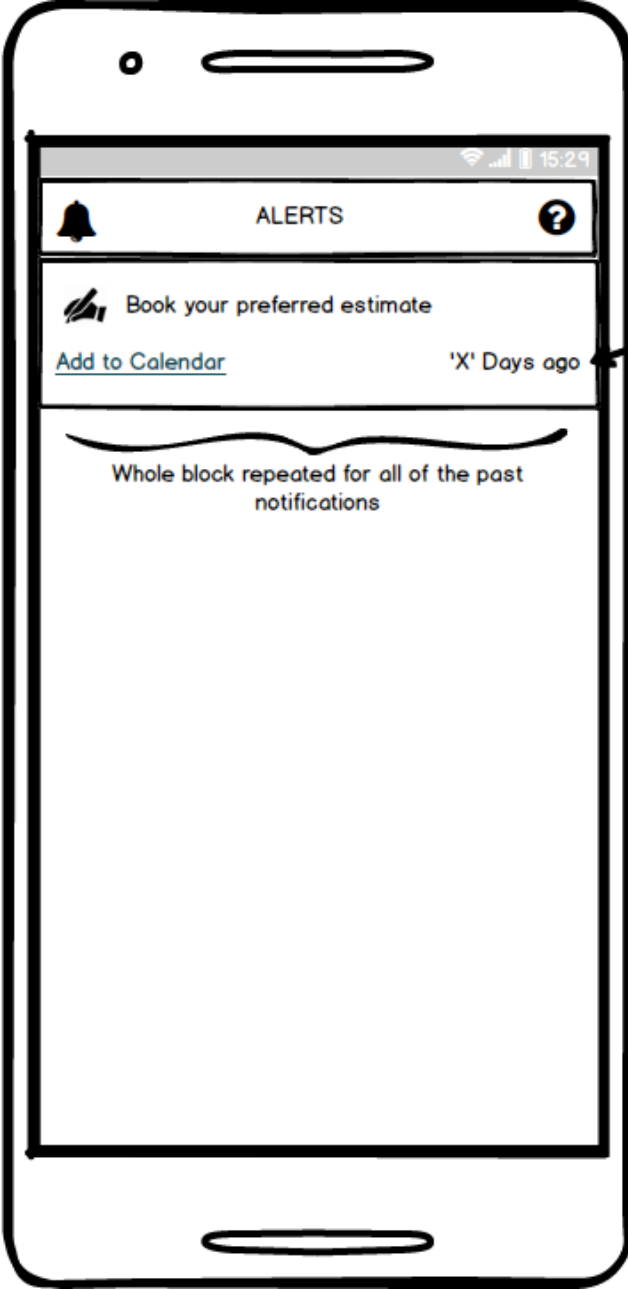 15:29
ALERTS
?
Book your preferred estimate
Add to Calendar
'X' Days ago
Whole block repeated for all of the past
notifications